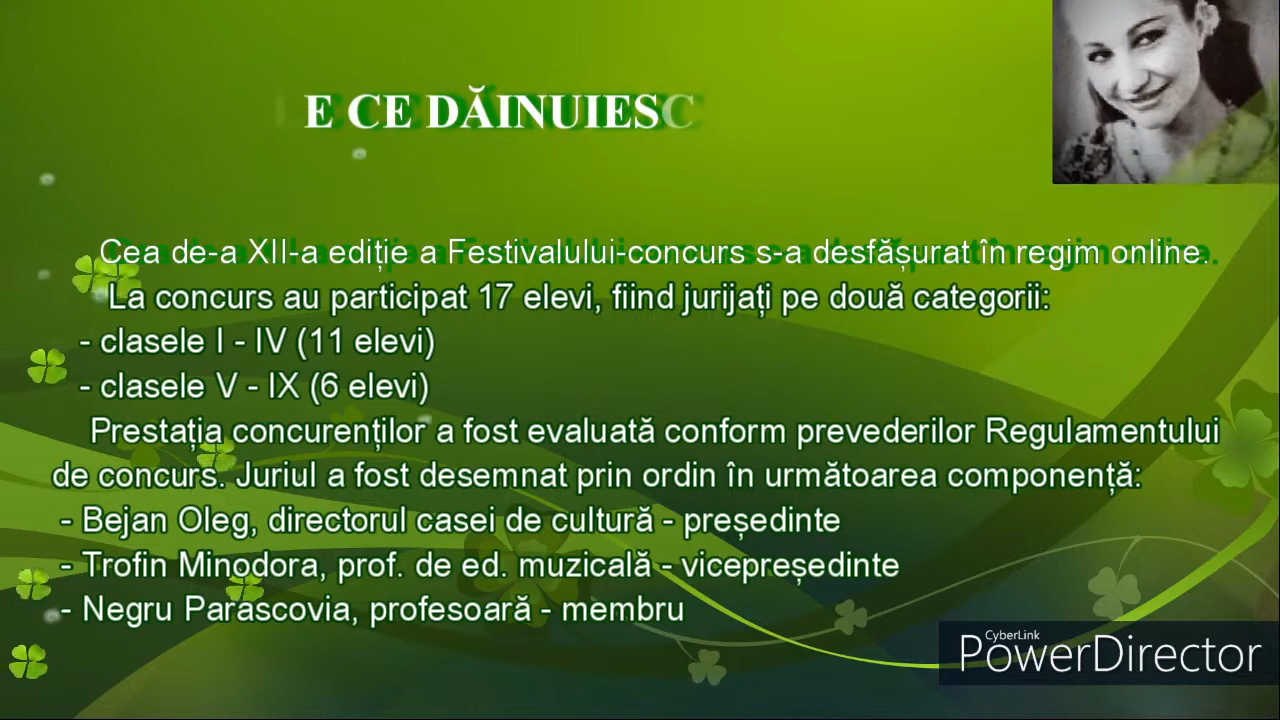 E CE DĂINUIESC
Cea de-a XII-a ediție a Festivalului-concurs s-a desfășurat în regim online.
La concurs au participat 17 elevi, fiind jurijați pe două categorii:
- clasele I - IV (11 elevi)
- clasele V - IX (6 elevi)
Prestația concurenților a fost evaluată conform prevederilor Regulamentului
de concurs. Juriul a fost desemnat prin ordin în următoarea componență:
- Bejan Oleg, directorul casei de cultură - președinte
- Trofin Minodora, prof. de ed. muzicală - vicepreședinte
- Negru Parascovia, profesoară - membru
CyberLink
PowerDirector